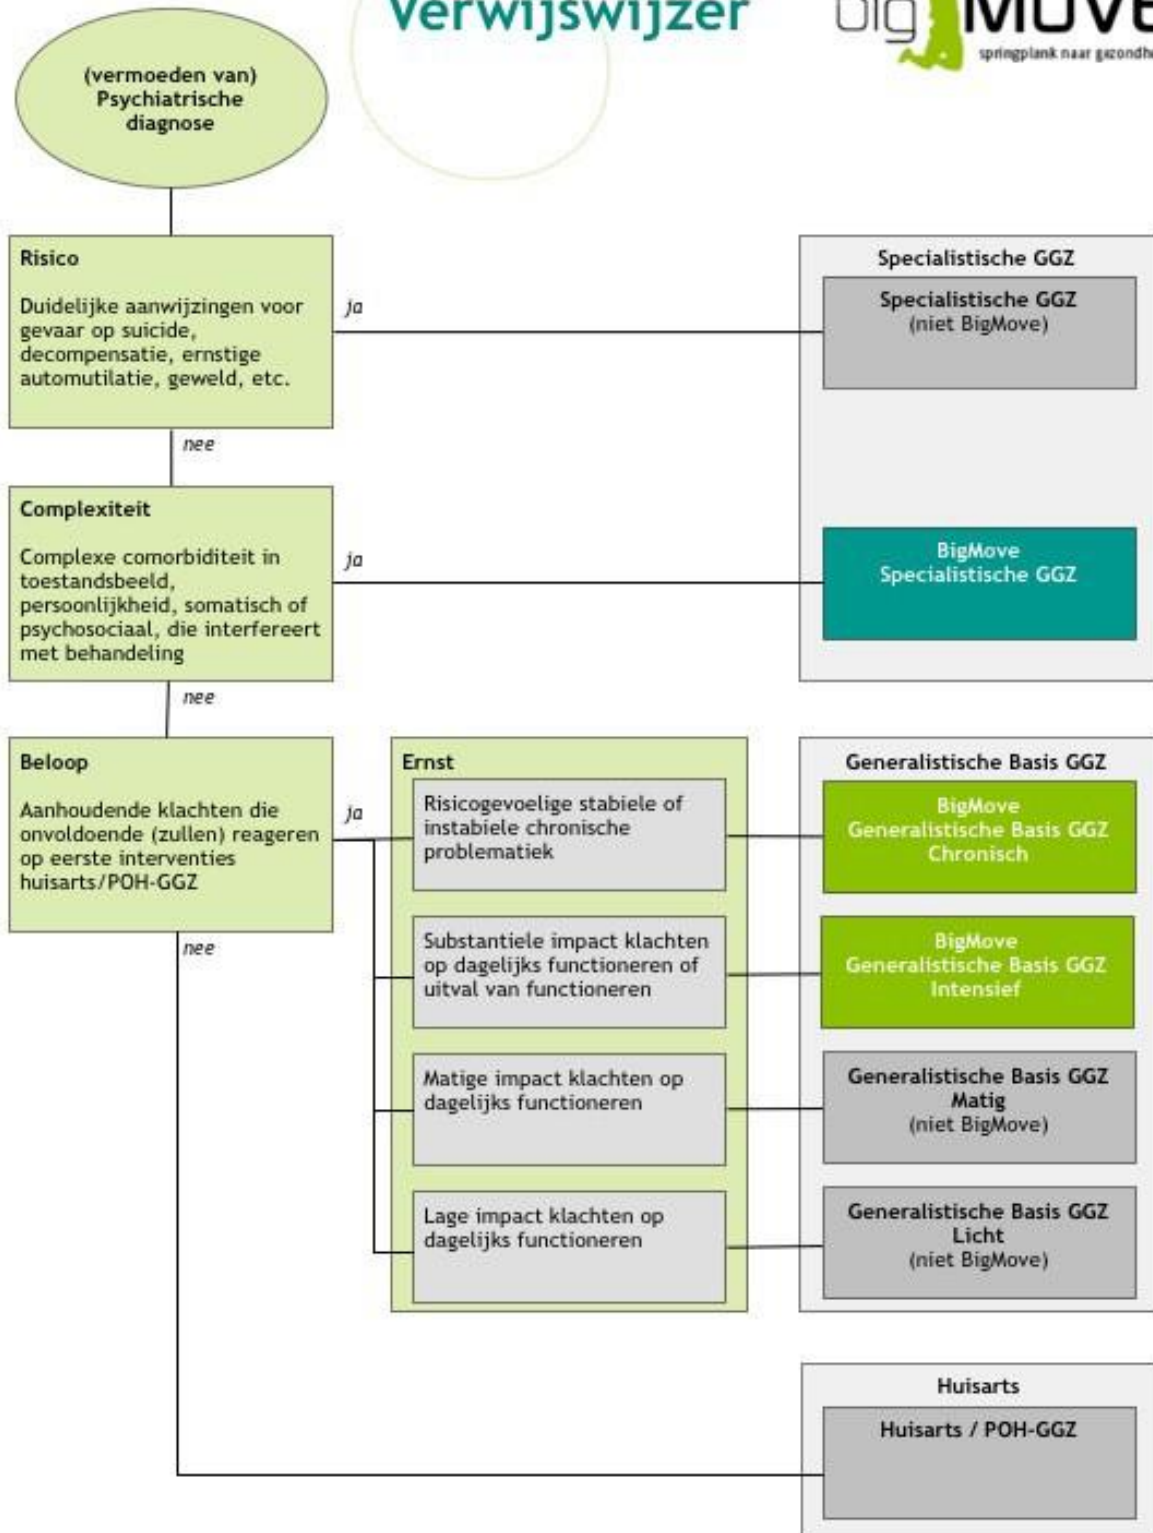 Verwijswijzer
big MOVE
springplank naar gezondhe
(vermoeden van)
Psychiatrische
diagnose
Risico
Duidelijke aanwijzingen voor
gevaar op suicide,
decompensatie, ernstige
automutilatie, geweld, etc.
ja
nee
Specialistische GGZ
Specialistische GGZ
(niet BigMove)
Complexiteit
Complexe comorbiditeit in
toestandsbeeld,
persoonlijkheid, somatisch of
psychosociaal, die interfereert
met behandeling
ja
nee
BigMove
Specialistische GGZ
Beloop
Aanhoudende klachten die
onvoldoende (zullen) reageren
op eerste interventies
huisarts/POH-GGZ
ja
nee
Ernst
Risicogevoelige stabiele of
instabiele chronische
problematiek
Substantiele impact klachten
op dagelijks functioneren of
uitval van functioneren
Matige impact klachten op
dagelijks functioneren
Lage impact klachten op
dagelijks functioneren
Generalistische Basis GGZ
BigMove
Generalistische Basis GGZ
Chronisch
BigMove
Generalistische Basis GGZ
Intensief
Generalistische Basis GGZ
Matig
(niet BigMove)
Generalistische Basis GGZ
Licht
(niet BigMove)
Huisarts
Huisarts / POH-GGZ